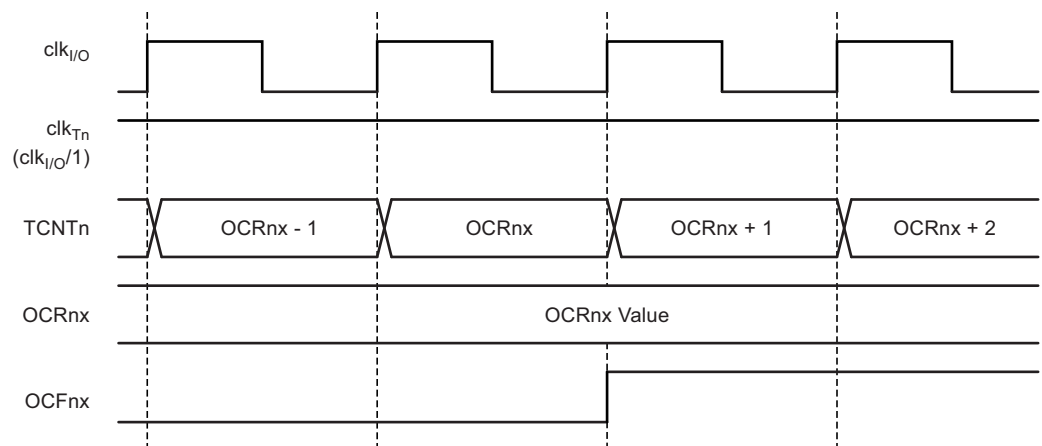 clkI/O
clkTn
(clkI/O/1)
TCNTn
OCRnx - 1
OCRnx
OCRnx + 1
OCRnx + 2
OCRnx
OCRnx Value
OCFnx